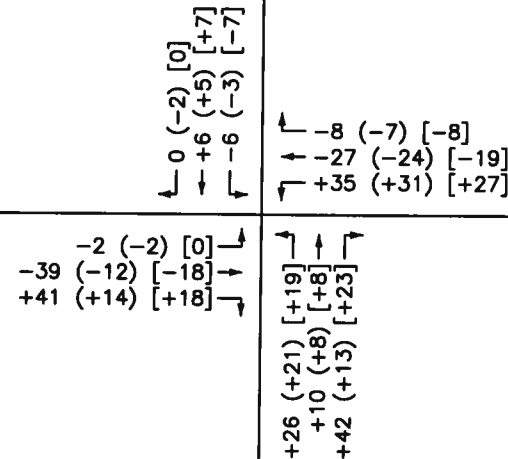 0 (-2) [0]
+6 (+5) [+7]
-6 (-3) [-7]
-8 (-7) [-8]
-27 (-24) [-19]
+35 (+31) [+27]
-2 (-2) [0]
-39 (-12) [-18]
+41 (+14) [+18]
+26 (+21) [+19]
+10 (+8) [+8]
+42 (+13) [+23]